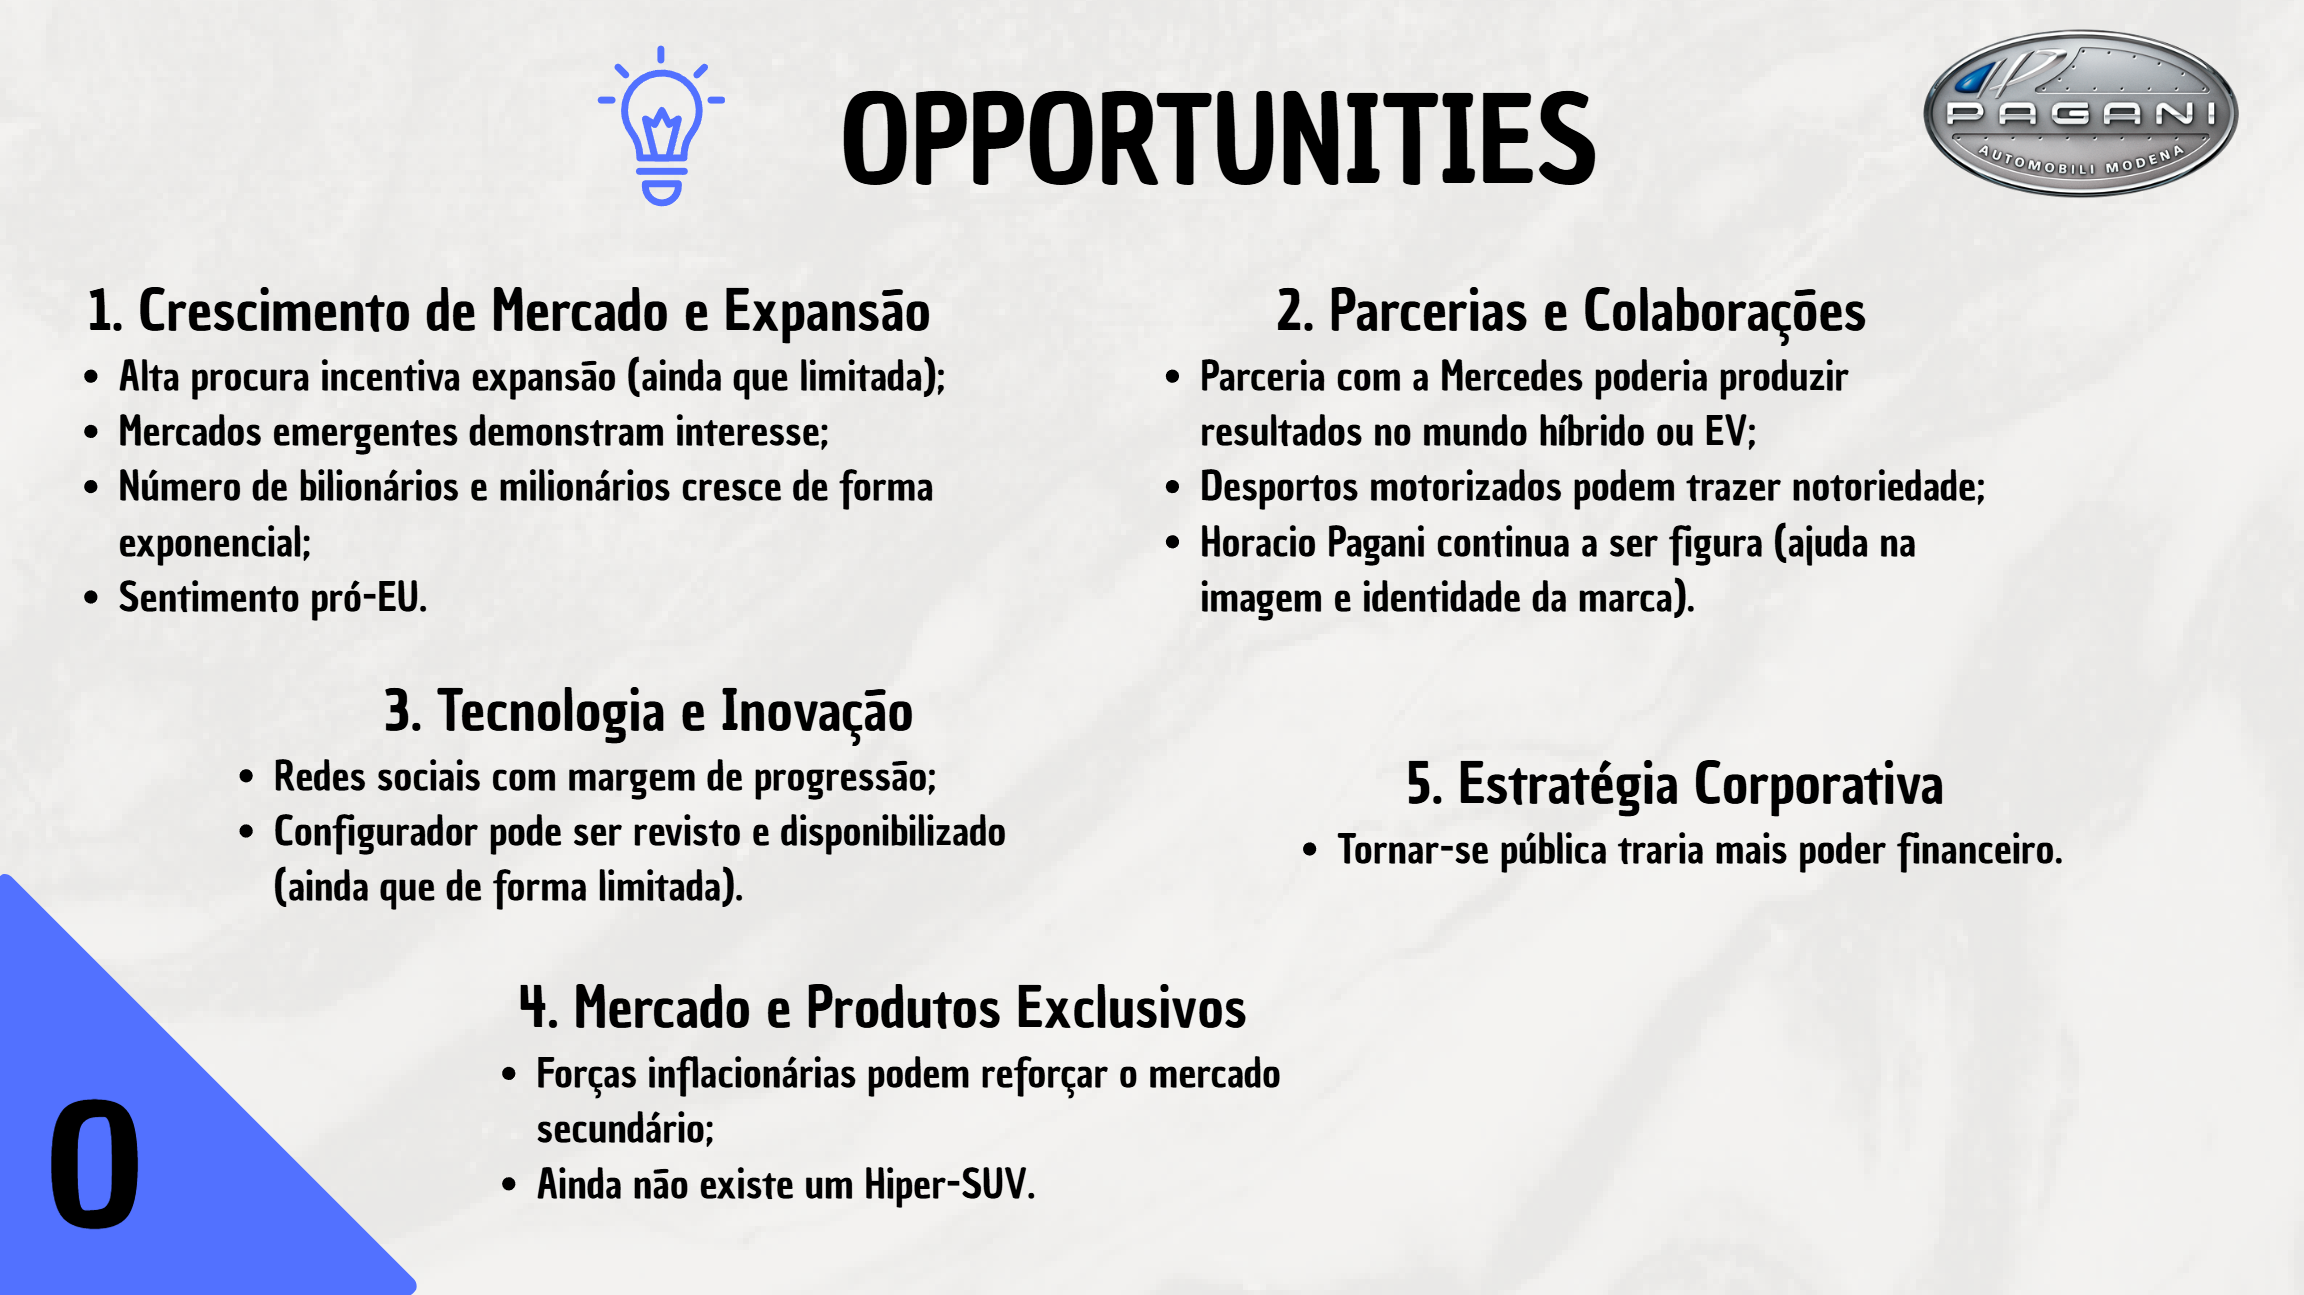 OPPORTUNITIES
PAGANI
AUTOMOBILI MODENA
1. Crescimento de Mercado e Expansão
• Alta procura incentiva expansão (ainda que limitada);
• Mercados emergentes demonstram interesse;
• Número de bilionários e milionários cresce de forma
exponencial;
• Sentimento pró-EU.
2. Parcerias e Colaborações
• Parceria com a Mercedes poderia produzir
resultados no mundo híbrido ou EV;
• Desportos motorizados podem trazer notoriedade;
• Horacio Pagani continua a ser figura (ajuda na
imagem e identidade da marca).
3. Tecnologia e Inovação
• Redes sociais com margem de progressão;
• Configurador pode ser revisto e disponibilizado
(ainda que de forma limitada).
5. Estratégia Corporativa
• Tornar-se pública traria mais poder financeiro.
4. Mercado e Produtos Exclusivos
• Forças inflacionárias podem reforçar o mercado
secundário;
• Ainda não existe um Hiper-SUV.
O